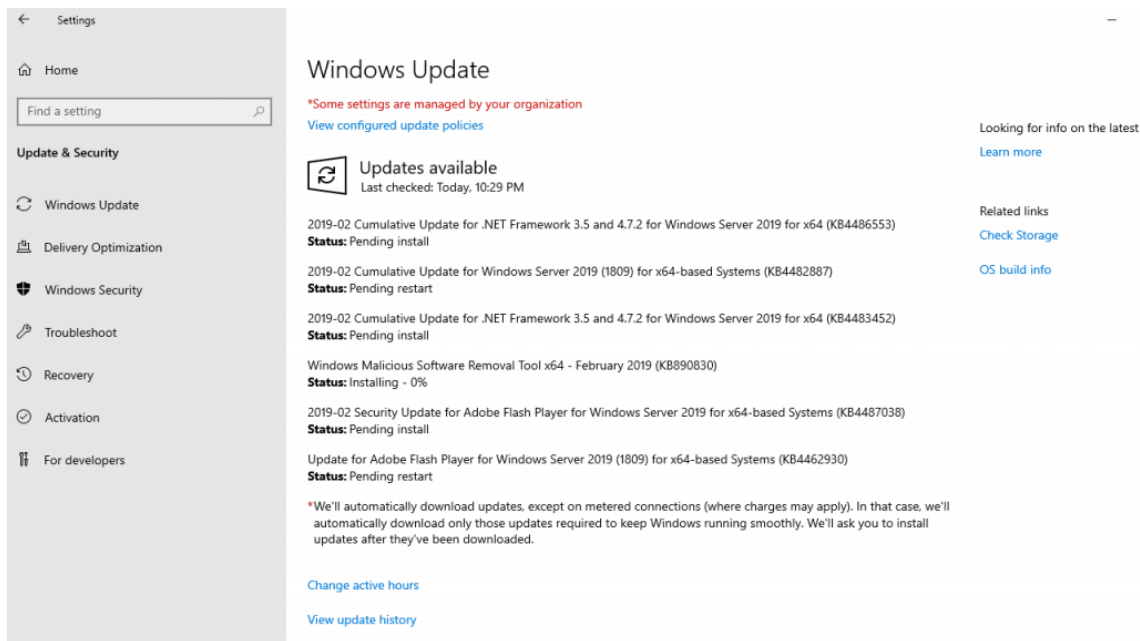 Settings
Home
Find a setting
Update & Security
Windows Update
Delivery Optimization
Windows Security
Troubleshoot
Recovery
Activation
For developers
Windows Update
*Some settings are managed by your organization
View configured update policies
Updates available
Last checked: Today, 10:29 PM
2019-02 Cumulative Update for .NET Framework 3.5 and 4.7.2 for Windows Server 2019 for x64 (KB4486553)
Status: Pending install
2019-02 Cumulative Update for Windows Server 2019 (1809) for x64-based Systems (KB4482887)
Status: Pending restart
2019-02 Cumulative Update for .NET Framework 3.5 and 4.7.2 for Windows Server 2019 for x64 (KB4483452)
Status: Pending install
Windows Malicious Software Removal Tool x64 - February 2019 (KB890830)
Status: Installing - 0%
2019-02 Security Update for Adobe Flash Player for Windows Server 2019 for x64-based Systems (KB4487038)
Status: Pending install
Update for Adobe Flash Player for Windows Server 2019 (1809) for x64-based Systems (KB4462930)
Status: Pending restart
*We'll automatically download updates, except on metered connections (where charges may apply). In that case, we'll
automatically download only those updates required to keep Windows running smoothly. We'll ask you to install
updates after they've been downloaded.
Change active hours
View update history
Looking for info on the latest
Learn more
Related links
Check Storage
OS build info